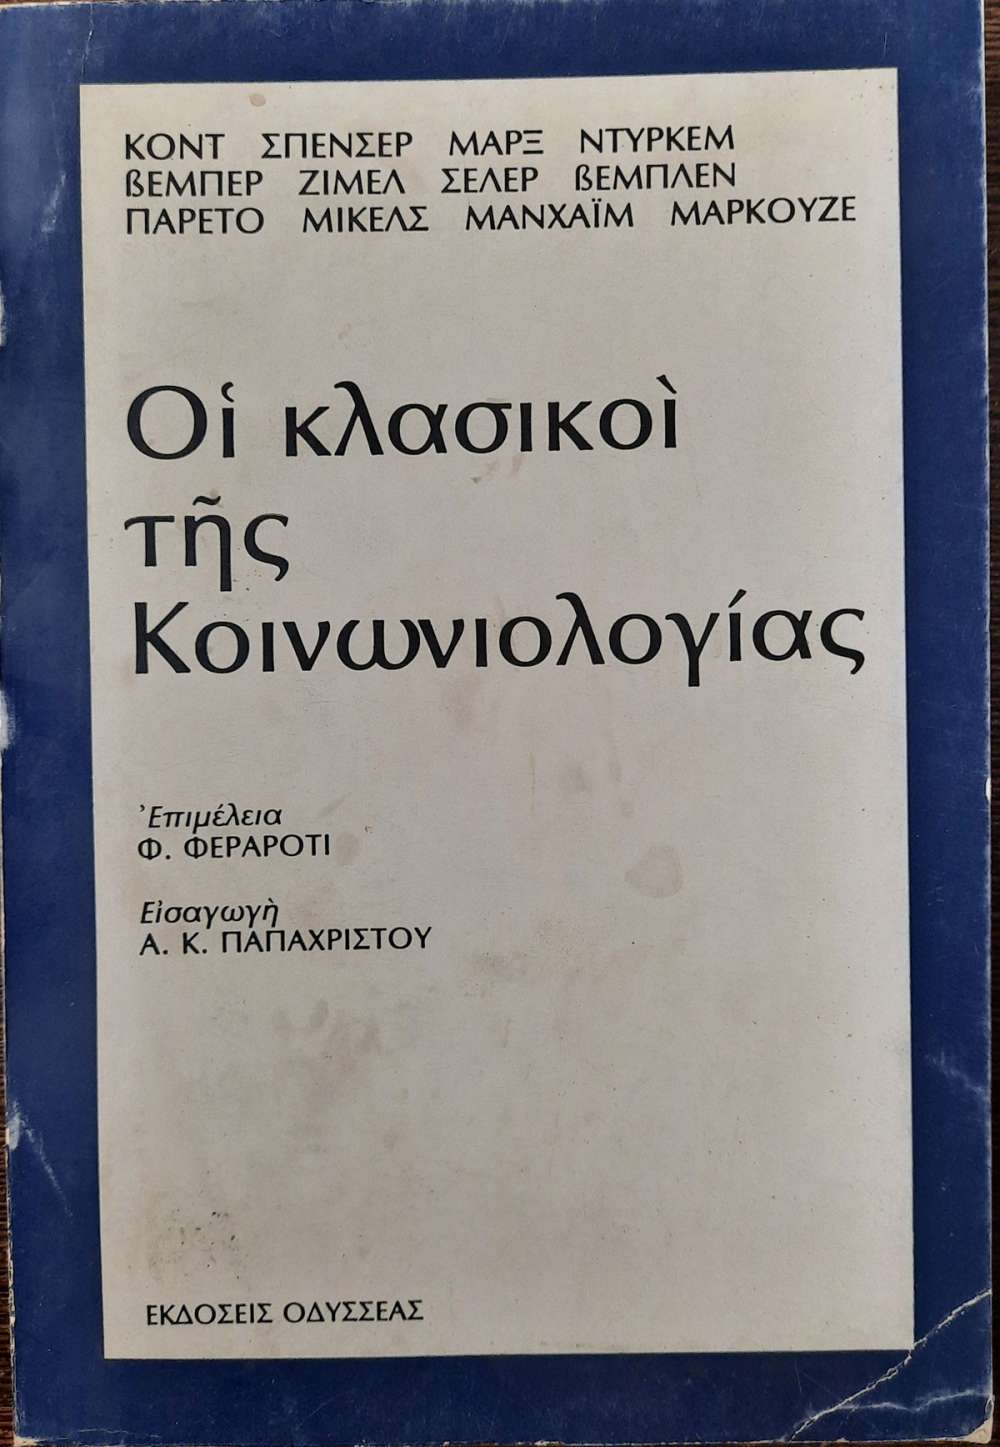 ΚΟΝΤ ΣΠΕΝΣΕΡ ΜΑΡΞ ΝΤΥΡΚΕΜ
ΒΕΜΠΕΡ ΖΙΜΕΛ ΣΕΛΕΡ ΒΕΜΠΛΕΝ
ΠΑΡΕΤΟ ΜΙΚΕΛΣ ΜΑΝΧΑΪΜ ΜΑΡΚΟΥΖΕ
Οἱ κλασικοὶ
τῆς
Κοινωνιολογίας
Ἐπιμέλεια
Φ. ΦΕΡΑΡΟΤΙ
Εἰσαγωγὴ
Α. Κ. ΠΑΠΑΧΡΙΣΤΟΥ
ΕΚΔΟΣΕΙΣ ΟΔΥΣΣΕΑΣ